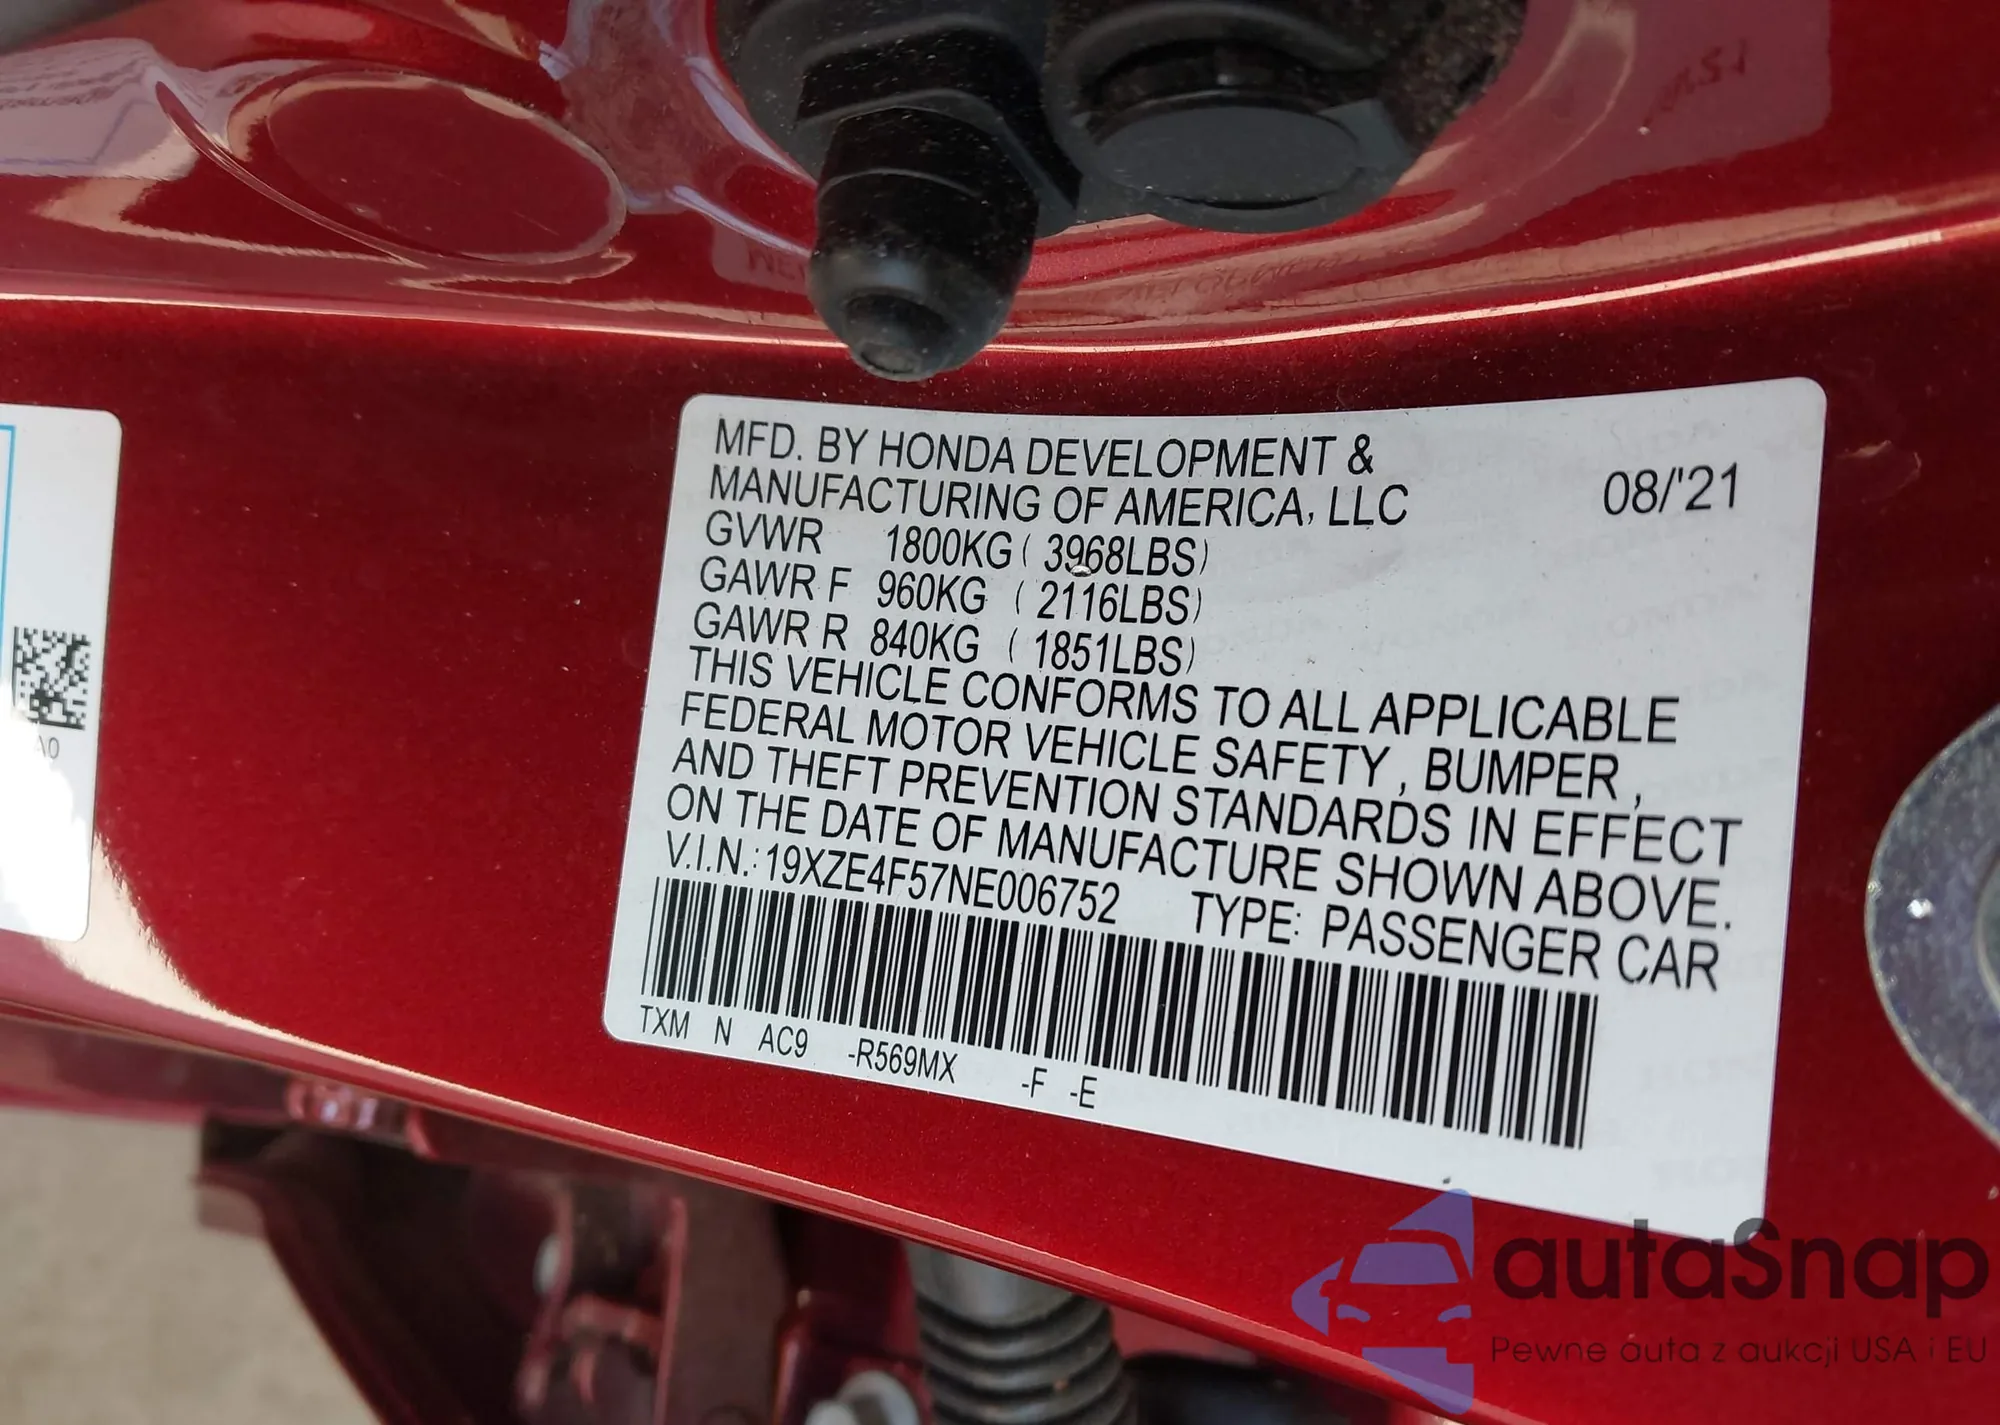 MFD. BY HONDA DEVELOPMENT &
MANUFACTURING OF AMERICA, LLC 08/'21
GVWR 1800KG ( 3968LBS)
GAWR F 960KG ( 2116LBS)
GAWR R 840KG ( 1851LBS)
THIS VEHICLE CONFORMS TO ALL APPLICABLE
FEDERAL MOTOR VEHICLE SAFETY , BUMPER ,
AND THEFT PREVENTION STANDARDS IN EFFECT
ON THE DATE OF MANUFACTURE SHOWN ABOVE.
V.I.N.: 19XZE4F57NE006752 TYPE: PASSENGER CAR
TXM N AC9 -R569MX -F -E
A0
autaSnap
Pewne auta z aukcji USA i EU